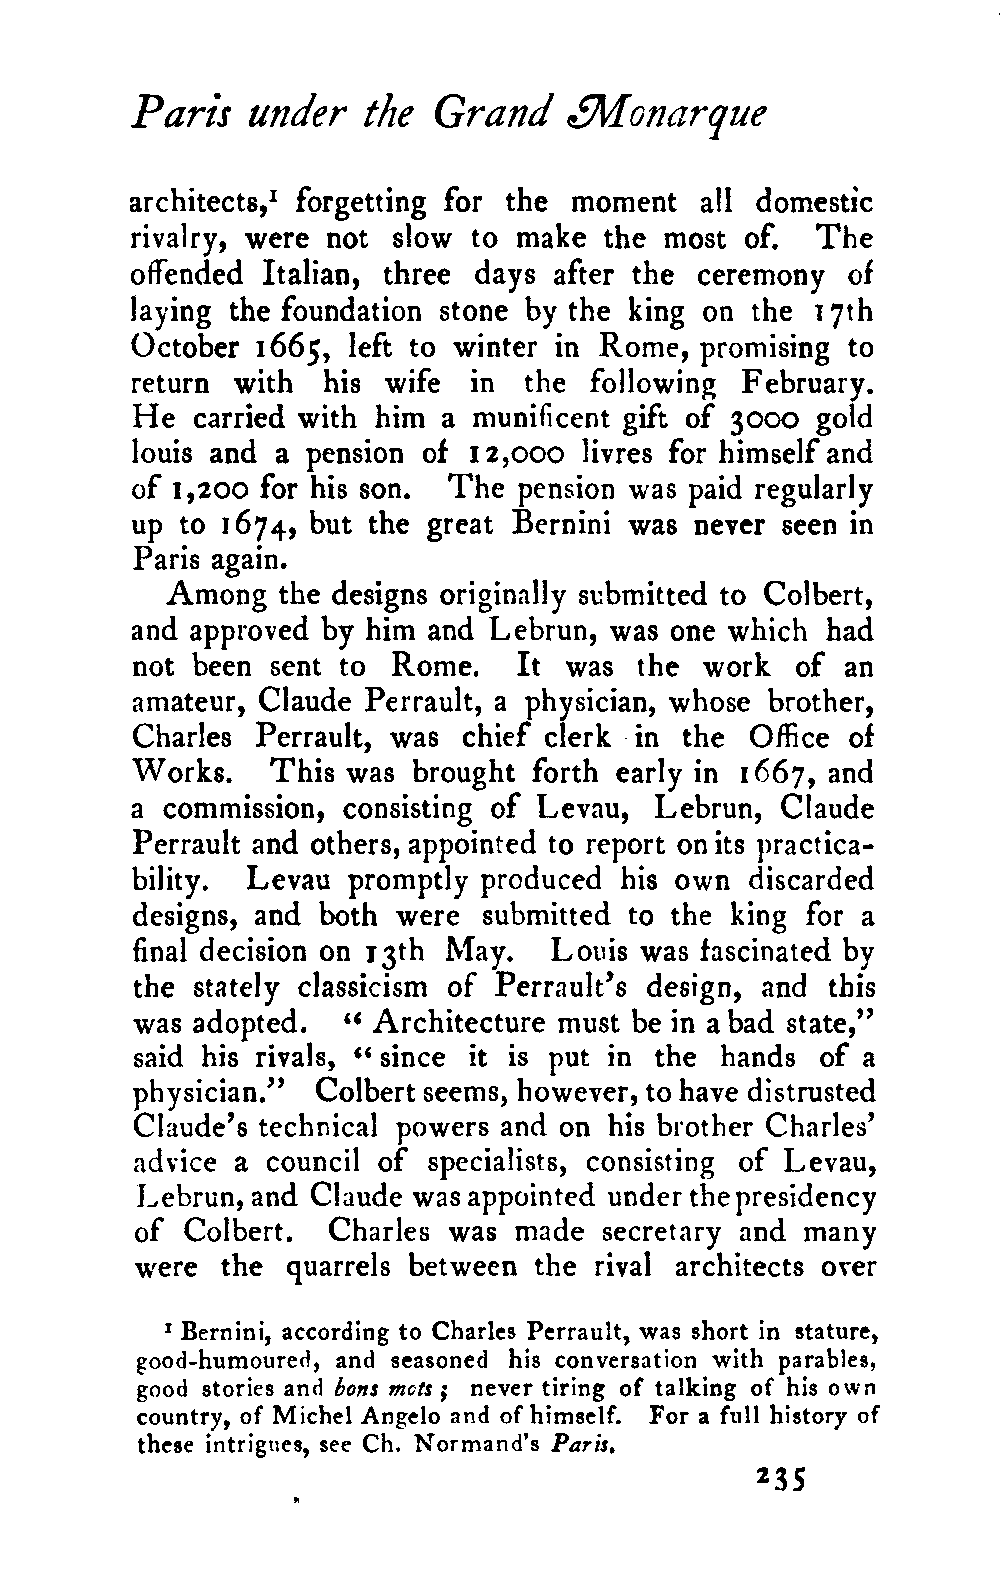 Paris under the Grand Monarque
architects,¹ forgetting for the moment all domestic
rivalry, were not slow to make the most of. The
offended Italian, three days after the ceremony of
laying the foundation stone by the king on the 17th
October 1665, left to winter in Rome, promising to
return with his wife in the following February.
He carried with him a munificent gift of 3000 gold
louis and a pension of 12,000 livres for himself and
of 1,200 for his son. The pension was paid regularly
up to 1674, but the great Bernini was never seen in
Paris again.
Among the designs originally submitted to Colbert,
and approved by him and Lebrun, was one which had
not been sent to Rome. It was the work of an
amateur, Claude Perrault, a physician, whose brother,
Charles Perrault, was chief clerk in the Office of
Works. This was brought forth early in 1667, and
a commission, consisting of Levau, Lebrun, Claude
Perrault and others, appointed to report on its practica-
bility. Levau promptly produced his own discarded
designs, and both were submitted to the king for a
final decision on 13th May. Louis was fascinated by
the stately classicism of Perrault's design, and this
was adopted. “ Architecture must be in a bad state,”
said his rivals, “ since it is put in the hands of a
physician.” Colbert seems, however, to have distrusted
Claude's technical powers and on his brother Charles'
advice a council of specialists, consisting of Levau,
Lebrun, and Claude was appointed under the presidency
of Colbert. Charles was made secretary and many
were the quarrels between the rival architects over
¹ Bernini, according to Charles Perrault, was short in stature,
good-humoured, and seasoned his conversation with parables,
good stories and bons mots ; never tiring of talking of his own
country, of Michel Angelo and of himself. For a full history of
these intrigues, see Ch. Normand's Paris.
235